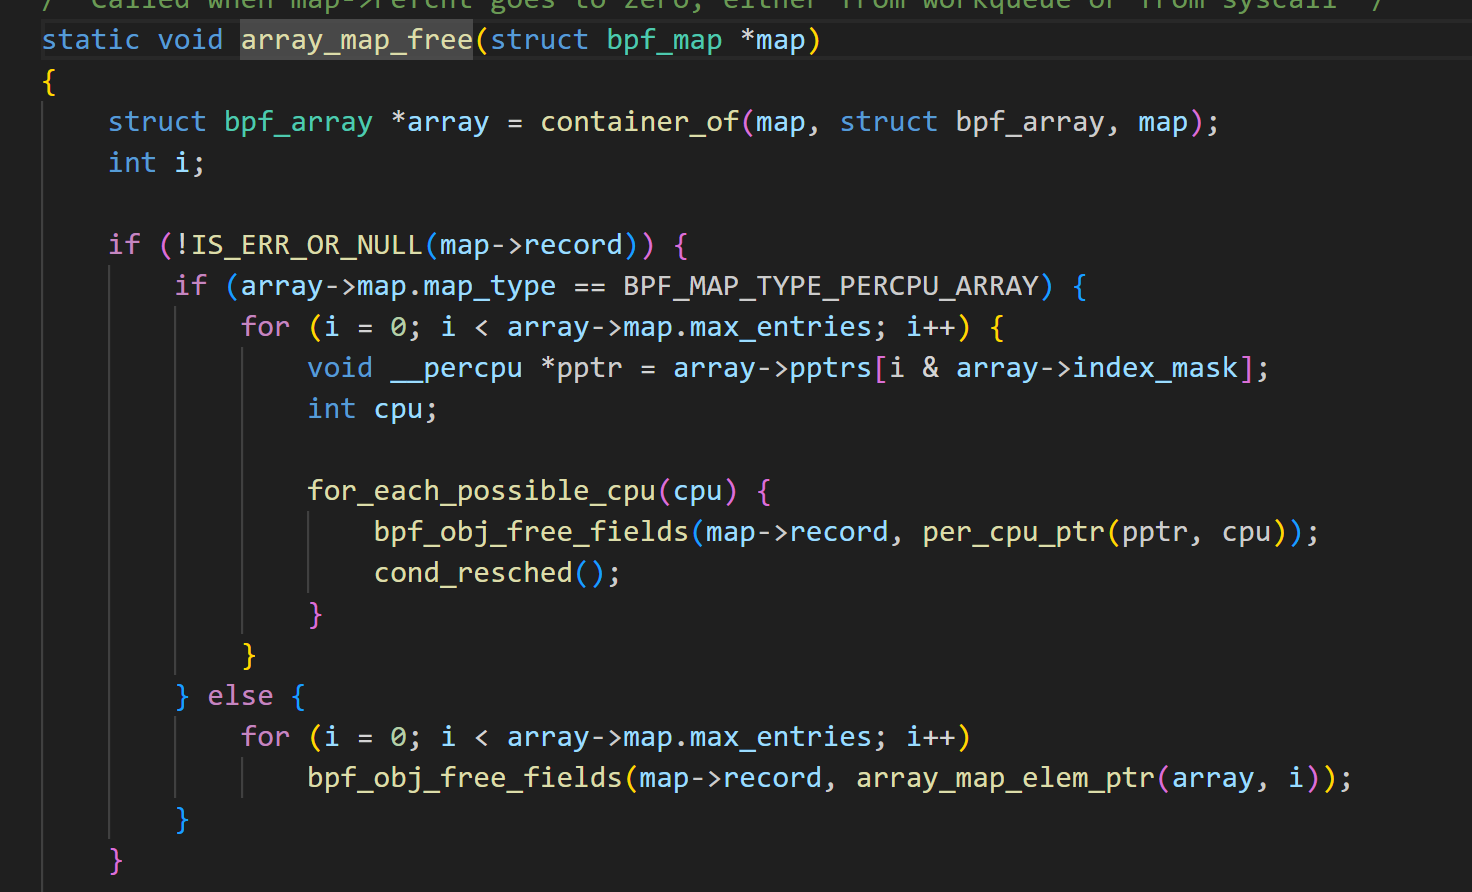 /* Called when map->refcnt goes to zero, either from workqueue or from syscall */
static void array_map_free(struct bpf_map *map)
{
    struct bpf_array *array = container_of(map, struct bpf_array, map);
    int i;

    if (!IS_ERR_OR_NULL(map->record)) {
        if (array->map.map_type == BPF_MAP_TYPE_PERCPU_ARRAY) {
            for (i = 0; i < array->map.max_entries; i++) {
                void __percpu *pptr = array->pptrs[i & array->index_mask];
                int cpu;

                for_each_possible_cpu(cpu) {
                    bpf_obj_free_fields(map->record, per_cpu_ptr(pptr, cpu));
                    cond_resched();
                }
            }
        } else {
            for (i = 0; i < array->map.max_entries; i++)
                bpf_obj_free_fields(map->record, array_map_elem_ptr(array, i));
        }
    }